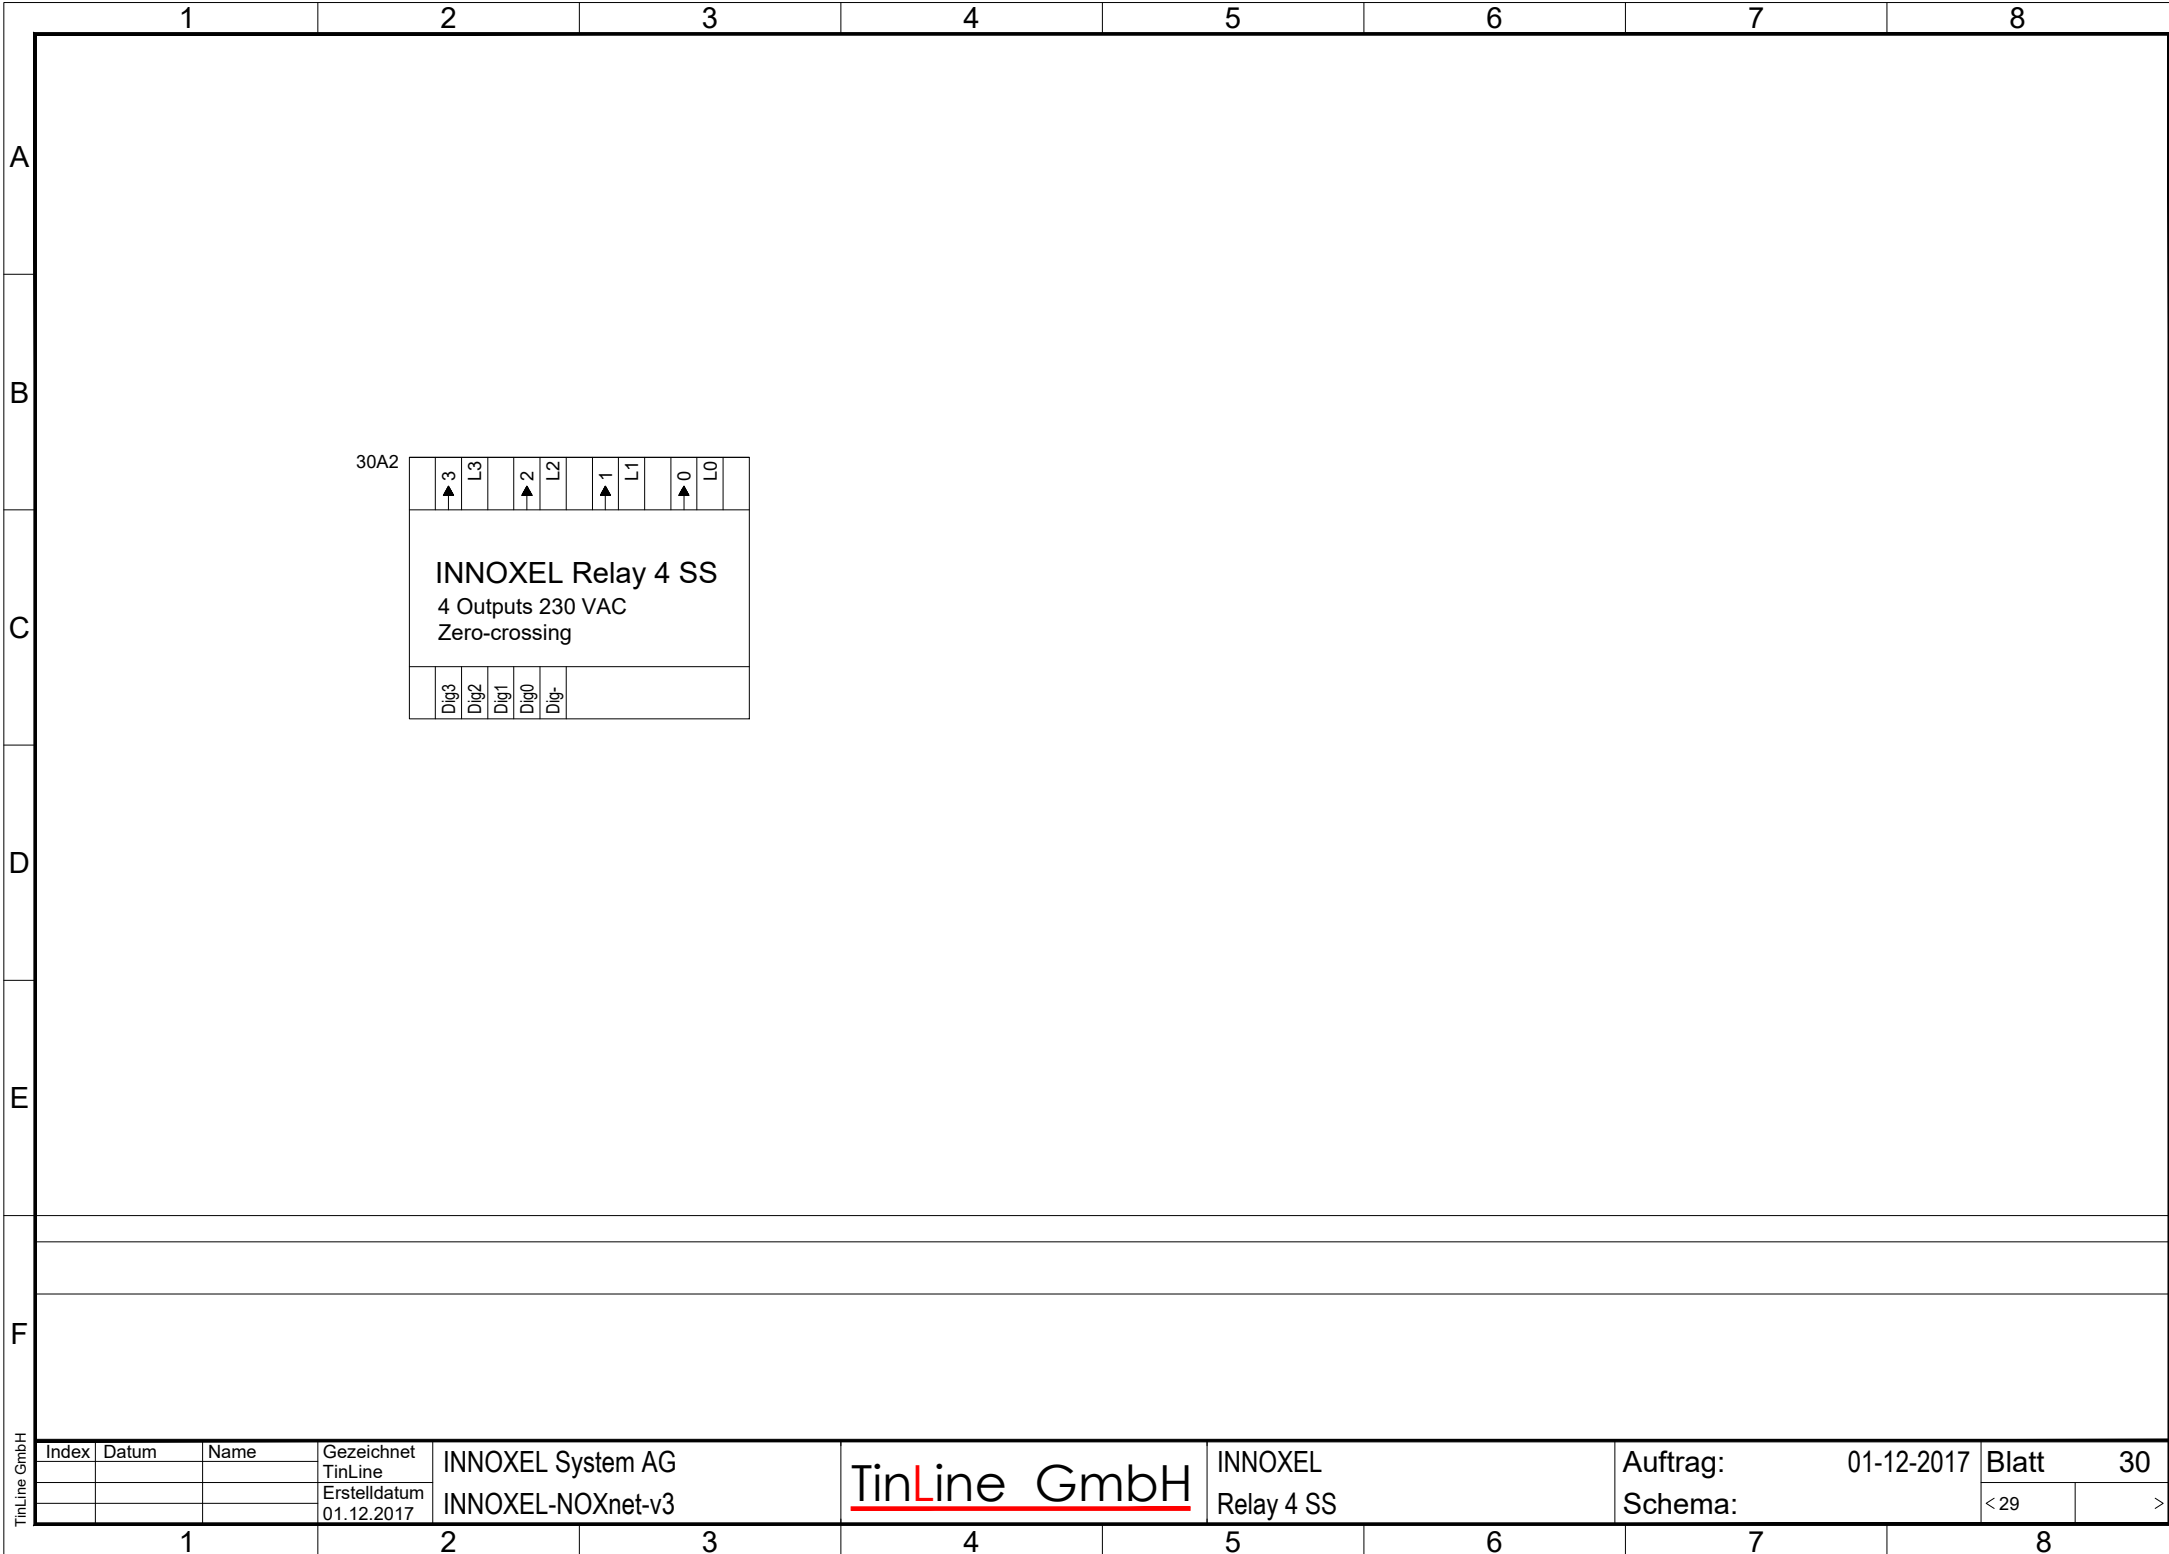 1 2 3 4 5 6 7 8
A
B
30A2
3 L3 2 L2 1 L1 0 L0
INNOXEL Relay 4 SS
4 Outputs 230 VAC
Zero-crossing
C
Dig3 Dig2 Dig1 Dig0 Dig-
D
E
F
TinLine GmbH
Index Datum Name
Gezeichnet
TinLine
Erstelldatum
01.12.2017
INNOXEL System AG
INNOXEL-NOXnet-v3
TinLine GmbH
INNOXEL
Relay 4 SS
Auftrag: 01-12-2017
Schema:
Blatt 30
< 29 >
1 2 3 4 5 6 7 8